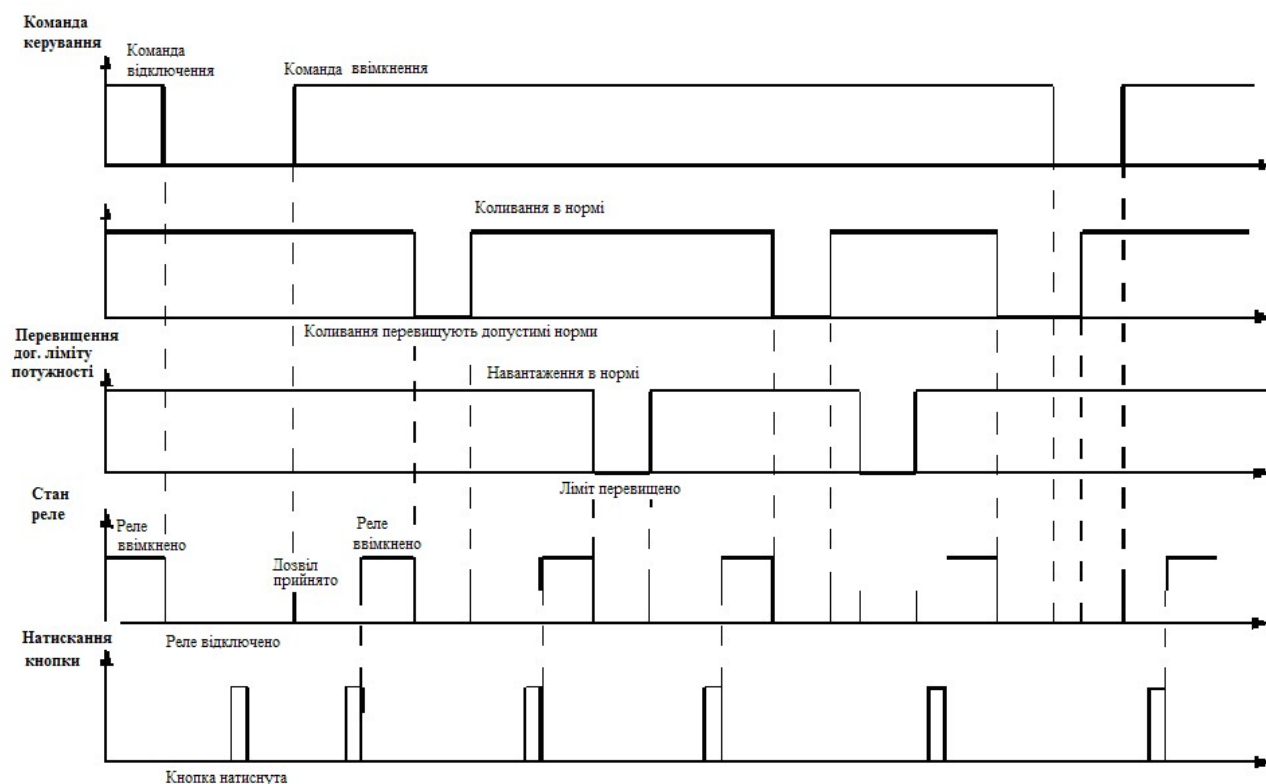 Команда
керування
Команда
відключення
Команда ввімкнення
Коливання в нормі
Коливання перевищують допустимі норми
Перевищення
дог. ліміту
потужності
Навантаження в нормі
Ліміт перевищено
Стан
реле
Реле
ввімкнено
Дозвіл
прийнято
Реле
ввімкнено
Реле відключено
Натискання
кнопки
Кнопка натиснута